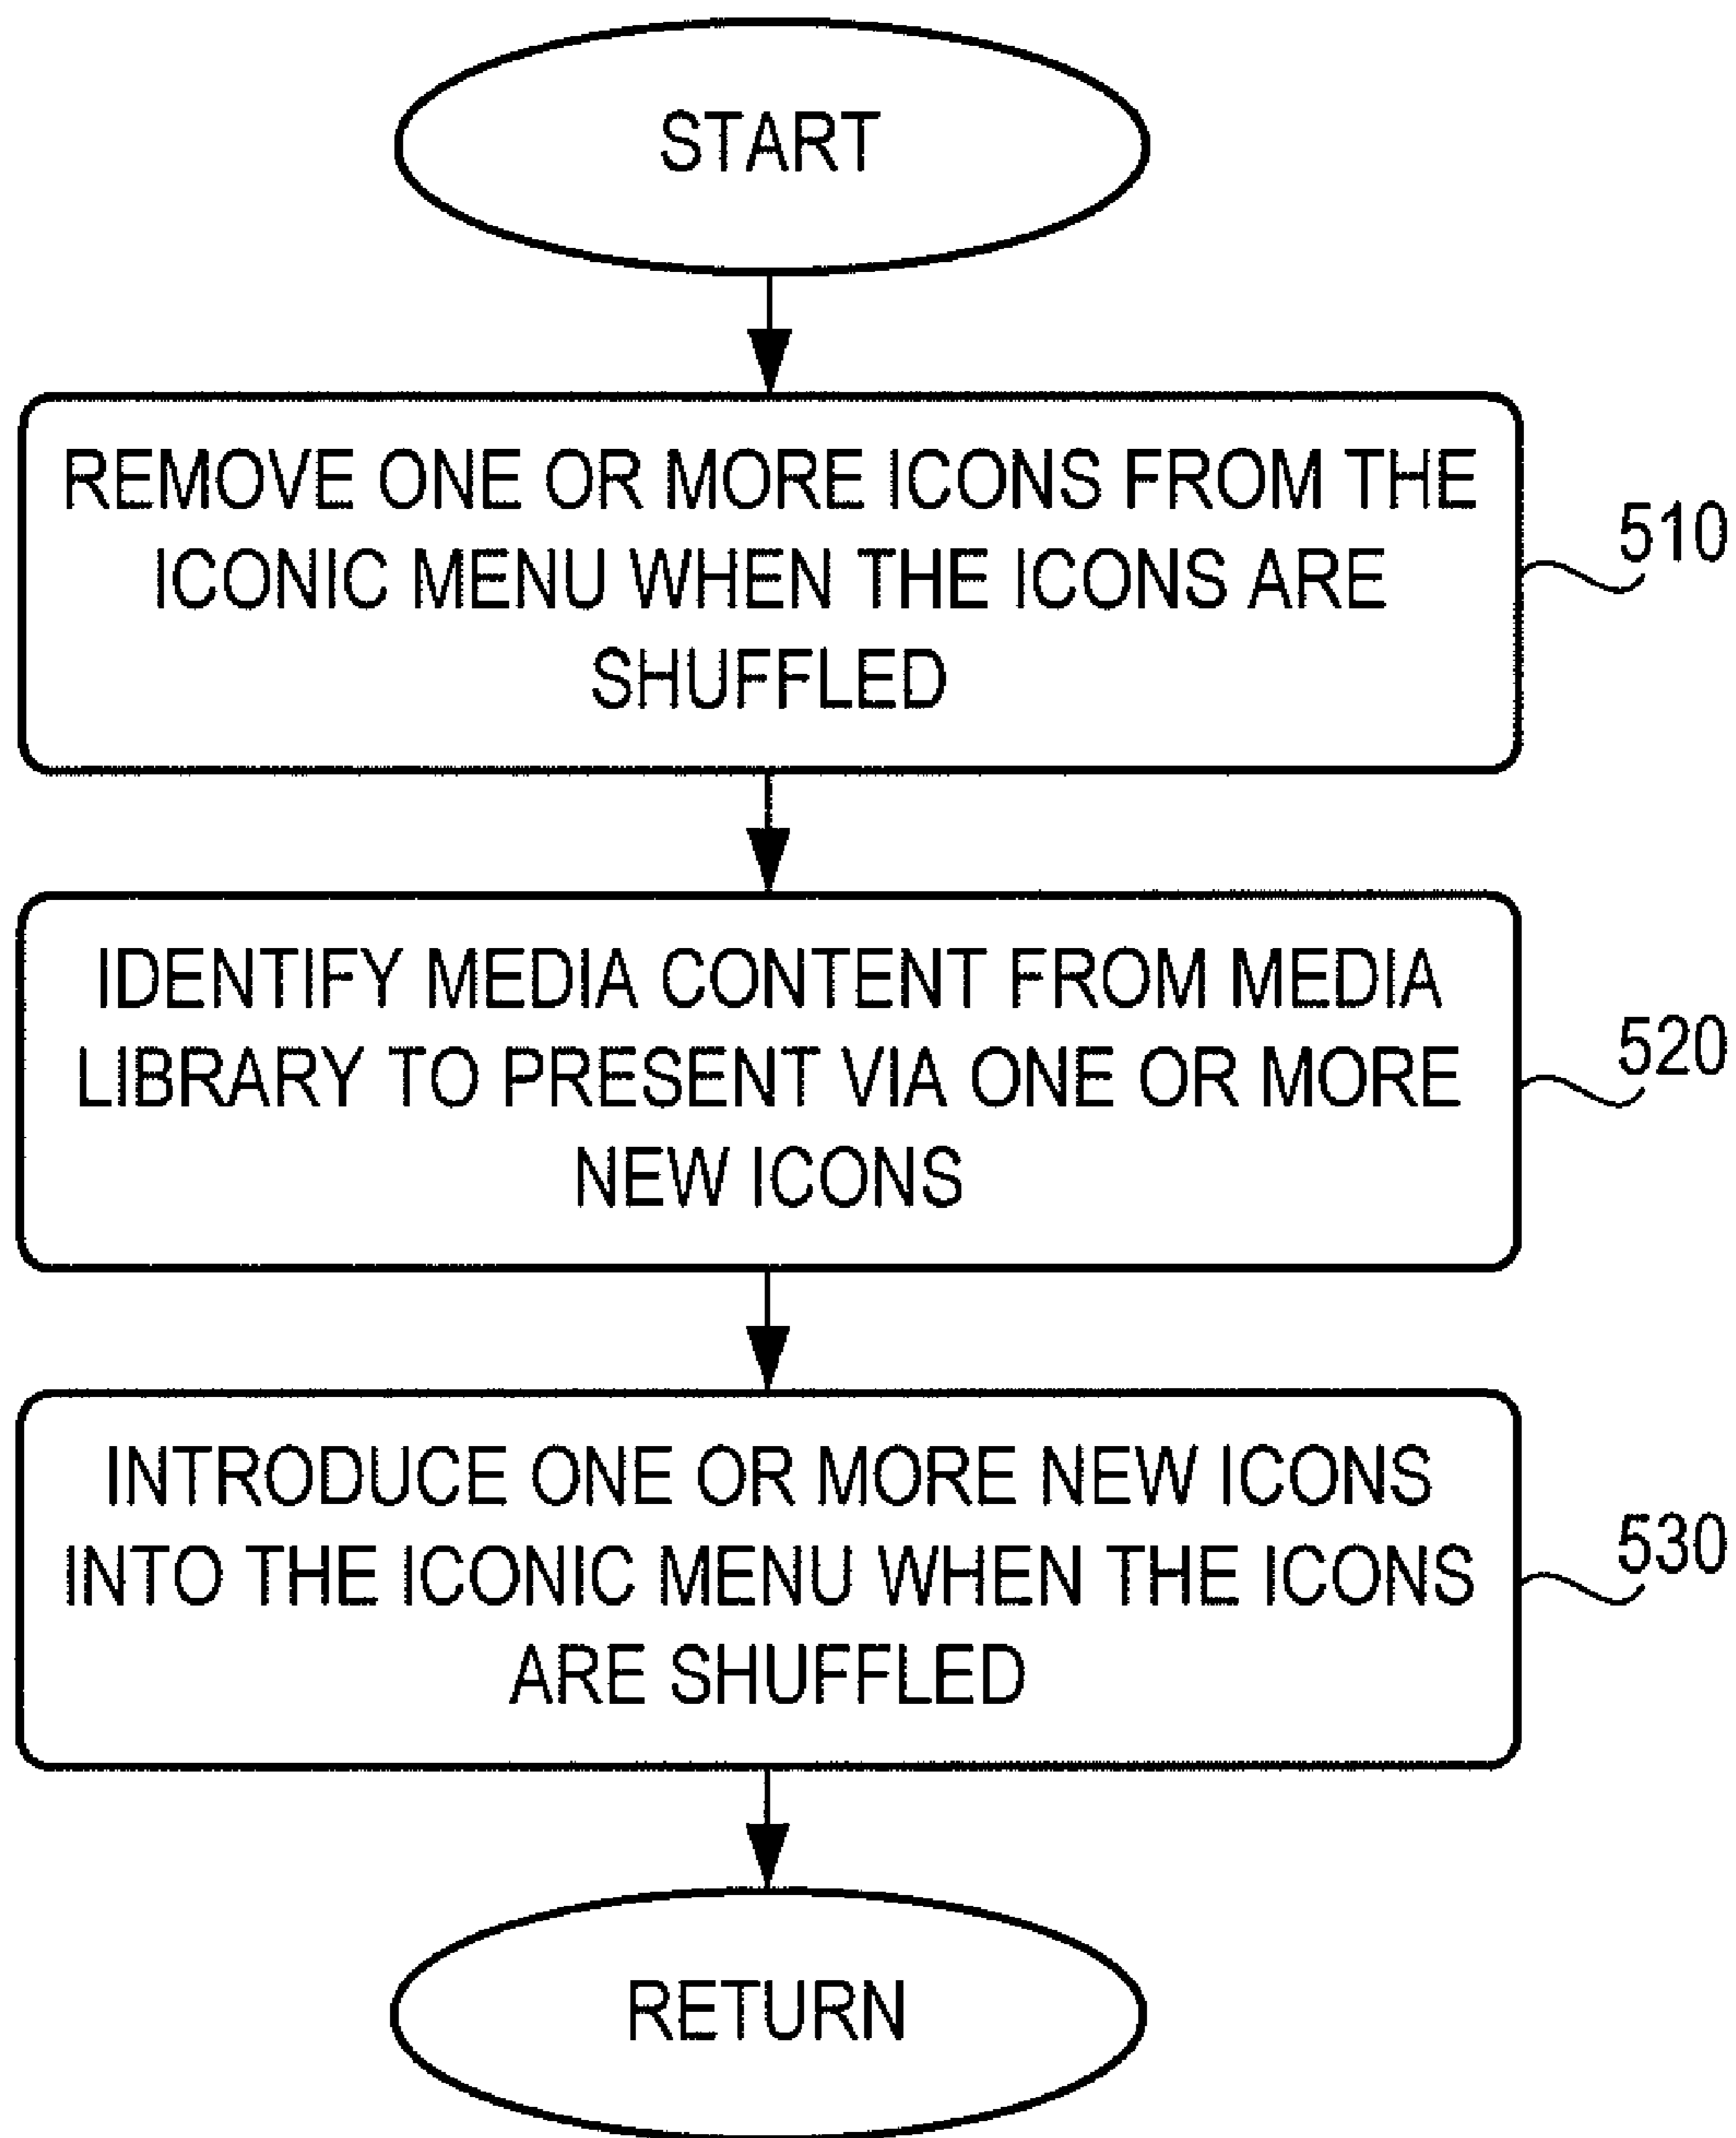 START
REMOVE ONE OR MORE ICONS FROM THE
ICONIC MENU WHEN THE ICONS ARE
SHUFFLED
510
IDENTIFY MEDIA CONTENT FROM MEDIA
LIBRARY TO PRESENT VIA ONE OR MORE
NEW ICONS
520
INTRODUCE ONE OR MORE NEW ICONS
INTO THE ICONIC MENU WHEN THE ICONS
ARE SHUFFLED
530
RETURN